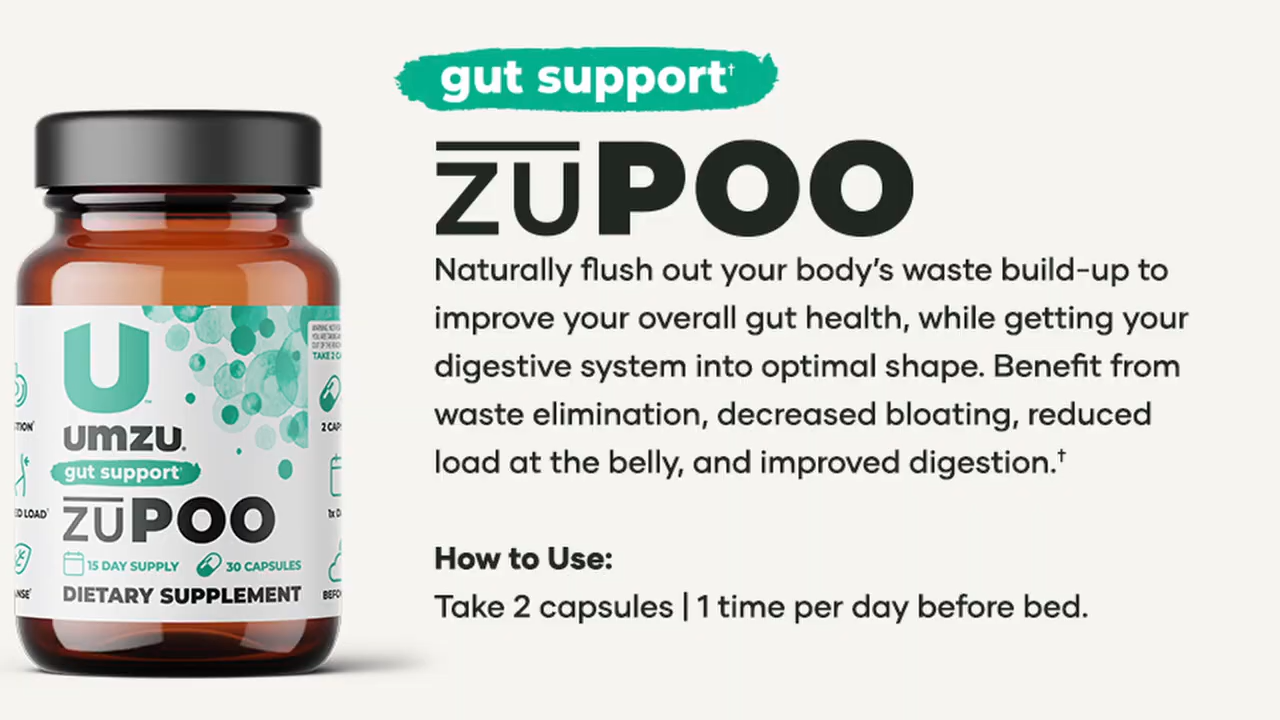 gut support†
ZUPOO
Naturally flush out your body's waste build-up to
improve your overall gut health, while getting your
digestive system into optimal shape. Benefit from
waste elimination, decreased bloating, reduced
load at the belly, and improved digestion.†
How to Use:
Take 2 capsules | 1 time per day before bed.
U™
umzu.
gut support†
ZUPOO
15 DAY SUPPLY
30 CAPSULES
DIETARY SUPPLEMENT
LOAD†